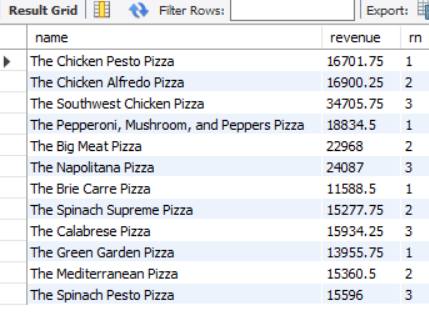 Result Grid Filter Rows: Export:
name revenue rn
The Chicken Pesto Pizza 16701.75 1
The Chicken Alfredo Pizza 16900.25 2
The Southwest Chicken Pizza 34705.75 3
The Pepperoni, Mushroom, and Peppers Pizza 18834.5 1
The Big Meat Pizza 22968 2
The Napolitana Pizza 24087 3
The Brie Carre Pizza 11588.5 1
The Spinach Supreme Pizza 15277.75 2
The Calabrese Pizza 15934.25 3
The Green Garden Pizza 13955.75 1
The Mediterranean Pizza 15360.5 2
The Spinach Pesto Pizza 15596 3